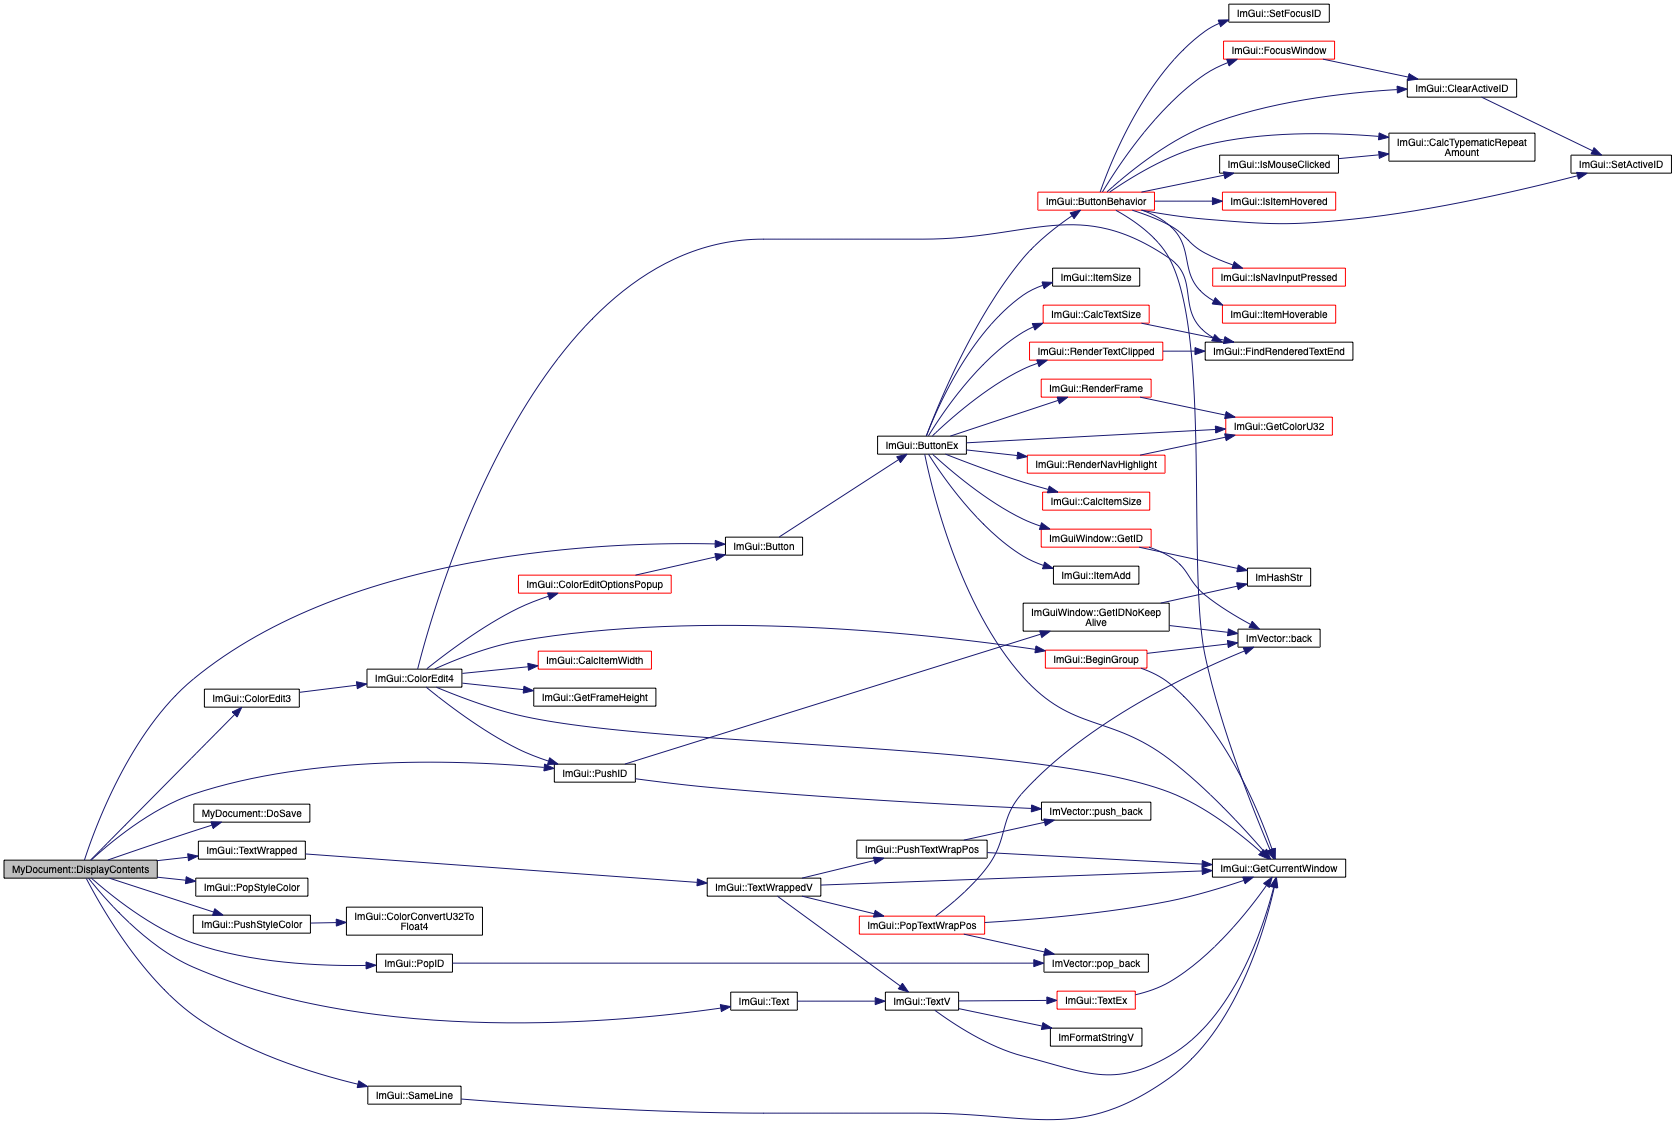 ImGui::SetFocusID
ImGui::FocusWindow
ImGui::ClearActiveID
ImGui::CalcTypematicRepeat
Amount
ImGui::IsMouseClicked
ImGui::SetActiveID
ImGui::ButtonBehavior
ImGui::IsItemHovered
ImGui::ItemSize
ImGui::IsNavInputPressed
ImGui::CalcTextSize
ImGui::ItemHoverable
ImGui::RenderTextClipped
ImGui::FindRenderedTextEnd
ImGui::RenderFrame
ImGui::GetColorU32
ImGui::ButtonEx
ImGui::RenderNavHighlight
ImGui::CalcItemSize
ImGuiWindow::GetID
ImGui::Button
ImGui::ItemAdd
ImHashStr
ImGui::ColorEditOptionsPopup
ImGuiWindow::GetIDNoKeep
Alive
ImVector::back
ImGui::CalcItemWidth
ImGui::BeginGroup
ImGui::ColorEdit4
ImGui::ColorEdit3
ImGui::GetFrameHeight
ImGui::PushID
MyDocument::DoSave
ImVector::push_back
ImGui::TextWrapped
ImGui::PushTextWrapPos
MyDocument::DisplayContents
ImGui::GetCurrentWindow
ImGui::PopStyleColor
ImGui::TextWrappedV
ImGui::PushStyleColor
ImGui::ColorConvertU32To
Float4
ImGui::PopTextWrapPos
ImGui::PopID
ImVector::pop_back
ImGui::Text
ImGui::TextV
ImGui::TextEx
ImFormatStringV
ImGui::SameLine